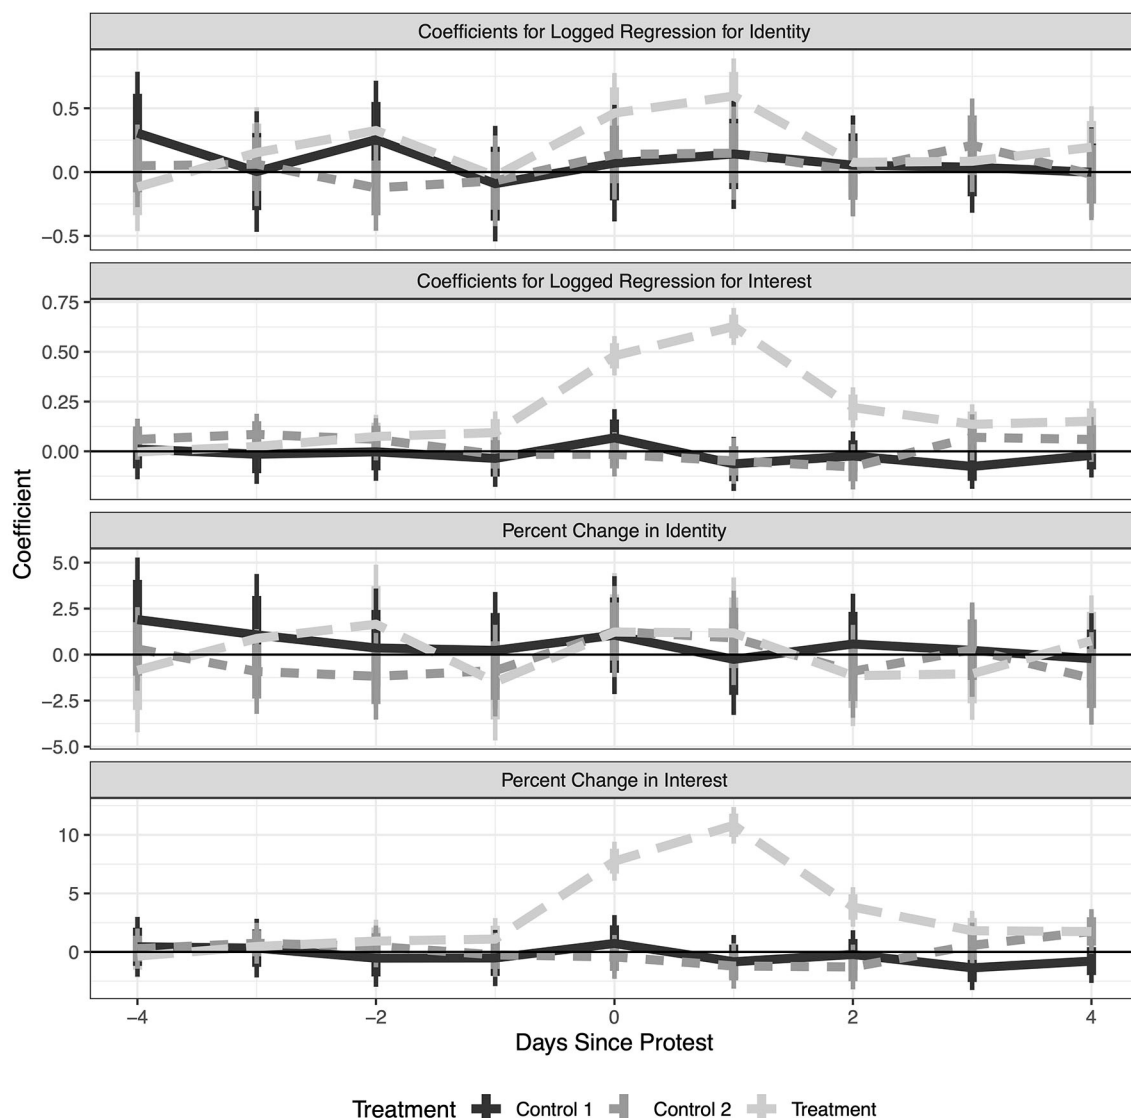 Coefficients for Logged Regression for Identity
0.5
0.0
−0.5
Coefficients for Logged Regression for Interest
0.75
0.50
0.25
0.00
Coefficient
Percent Change in Identity
5.0
2.5
0.0
−2.5
−5.0
Percent Change in Interest
10
5
0
−4 −2 0 2 4
Days Since Protest
Treatment Control 1 Control 2 Treatment